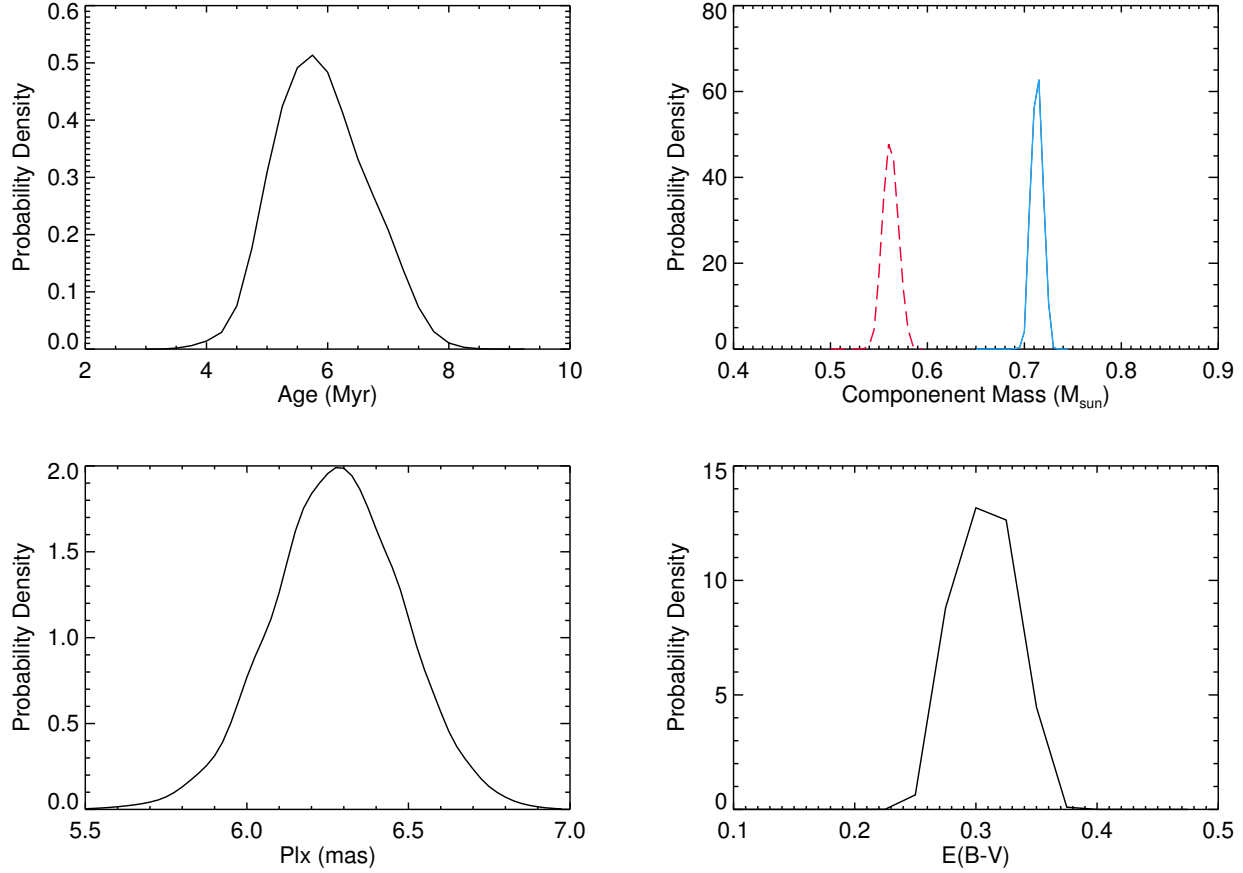 0.6
0.5
0.4
0.3
0.2
0.1
0.0
Probability Density
2 4 6 8 10
Age (Myr)
80
60
40
20
0
Probability Density
0.4 0.5 0.6 0.7 0.8 0.9
Componenent Mass (M_sun)
2.0
1.5
1.0
0.5
0.0
Probability Density
5.5 6.0 6.5 7.0
Plx (mas)
15
10
5
0
Probability Density
0.1 0.2 0.3 0.4 0.5
E(B-V)